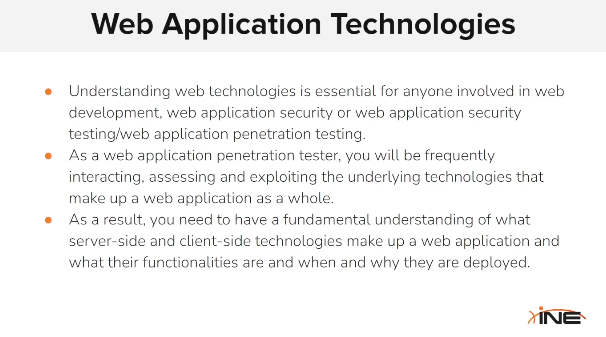 Web Application Technologies
● Understanding web technologies is essential for anyone involved in web
development, web application security or web application security
testing/web application penetration testing.
● As a web application penetration tester, you will be frequently
interacting, assessing and exploiting the underlying technologies that
make up a web application as a whole.
● As a result, you need to have a fundamental understanding of what
server-side and client-side technologies make up a web application and
what their functionalities are and when and why they are deployed.
INE